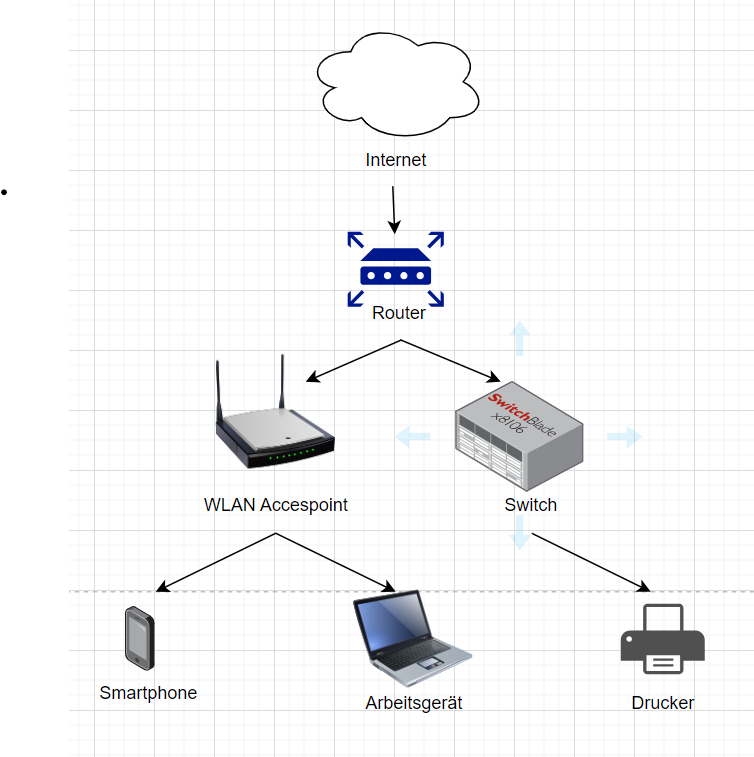 Internet
Router
SwitchBlade
x8106
WLAN Accespoint
Switch
Smartphone
Arbeitsgerät
Drucker